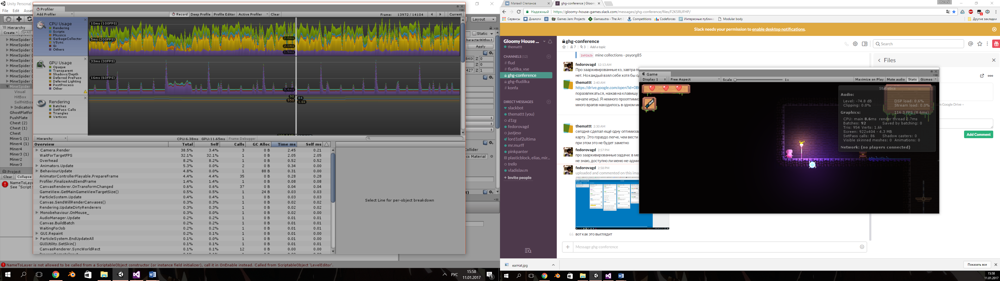 Unity Personal
File Edit Asset
Hierarchy
Create
All
MineSpider (
MineSpider (
MineSpider (
MineSpider (
MineSpider (
MineSpider (
MineSpider (
MineSpider (
MineSpider (
MineSpider
Visual
HitBox
SelfHitBox
Indicators
GhostPlatfor
PushPlate
Chest (2)
Chest (1)
Chest
Miner1 (1)
Miner4 (1)
Miner4
Miner3 (1)
Miner2
Miner3
Project
Clear Collapse
NameToLaye
See "Script S
Profiler
Add Profiler Record Deep Profile Profile Editor Active Profiler Clear Frame: 13972 / 14104 Current
CPU Usage
Rendering
Scripts
Physics
GarbageCollector
VSync
Gi
Others
10ms (100FPS)
5ms (200FPS)
2.0ms
2.1ms
1.9ms
GPU Usage
Opaque
Transparent
Shadows/Depth
Deferred PrePass
Deferred Lighting
PostProcess
Other
33ms (30FPS)
16ms (60FPS)
9.4ms
Rendering
Batches
SetPass Calls
Triangles
Vertices
90
950
84
1.6k
Hierarchy CPU:6.38ms GPU:11.65ms Frame Debugger
Overview Total Self Calls GC Alloc Time ms Self ms
Camera.Render 38.5% 3.4% 3 0 B 2.45 0.21
WaitForTargetFPS 32.1% 32.1% 1 0 B 2.05 2.05
Overhead 8.2% 8.2% 1 0 B 0.52 0.52
Animators.Update 5.3% 0.0% 2 0 B 0.34 0.00
BehaviourUpdate 4.8% 0.0% 1 88 B 0.31 0.00
AnimatorControllerPlayable.PrepareFrame 4.4% 4.4% 35 0 B 0.28 0.28
Profiler.FinalizeAndSendFrame 1.4% 1.4% 1 0 B 0.08 0.08
CanvasRenderer.OnTransformChanged 0.6% 0.6% 37 0 B 0.04 0.04
GameView.GetMainGameViewTargetSize() 0.5% 0.5% 1 24 B 0.03 0.03
ParticleSystem.Update 0.4% 0.4% 1 0 B 0.03 0.03
Canvas.SendWillRenderCanvases() 0.3% 0.3% 1 0 B 0.02 0.02
Rendering.UpdateDirtyRenderers 0.3% 0.3% 1 0 B 0.02 0.02
Monobehaviour.OnMouse_ 0.3% 0.0% 1 0 B 0.02 0.00
AudioManager.Update 0.2% 0.2% 1 0 B 0.01 0.01
Canvas.BuildBatch 0.2% 0.2% 1 0 B 0.01 0.01
WaitingForJob 0.2% 0.2% 1 0 B 0.01 0.01
GUI.Repaint 0.2% 0.1% 1 0 B 0.01 0.00
ParticleSystem.EndUpdateAll 0.1% 0.1% 1 0 B 0.01 0.00
GUIUtility.SetSkin() 0.1% 0.1% 1 0 B 0.01 0.01
CanvasRenderer.SyncWorldRect 0.1% 0.1% 12 0 B 0.00 0.00
Select Line for per-object breakdown
Layout
Static
haracterWithou
Apply
Z 0
Z 0
Z 1
ollider
cs Material
NameToLayer is not allowed to be called from a ScriptableObject constructor (or instance field initializer), call it in OnEnable instead. Called from ScriptableObject 'LevelEditor'.
РУС 15:58
11.01.2017
Матвей Степанов
ghg-conference | Gloom
Матвей
Надежный https://gloomy-house-games.slack.com/messages/ghg-conference/files/F2K5RUFHP/
Сервисы Диалоги Games Jam: Projects Gamasutra - The Art & Competitions Codeforces Интересные публик Modular body Другие закладки
Slack needs your permission to enable desktop notifications.
Gloomy House ...
themattt
CHANNELS (12)
# flud
# fludilka_vse
ghg-conference
ghg-fludilka
konfa
DIRECT MESSAGES
slackbot
themattt (you)
d1zg
fedorovagd
justjeso
lord1of2ultima
mr.murff
pinkpanter
plasticblock, elias, mir...
trello
vladislav.m
+ Invite people
ghg-conference
7 3 Add a topic
Search
1b91b2b mine collections - psyorg85
fedorovagd 12:13 AM
Про заархивированные хз, завтра по
нет. Но каждый взял себе хотя бы о
themattt 2:40 AM
https://drive.google.com/open?id=0B
поразвлекаться, нажав на клавишу
начале игры). Я немного прооптимиз
много врагов находилось в одном ме
themattt 2:30 AM
сегодня сделал ещё одну оптимизац
карту. Это гораздо легче, чем вести
при этом это не будет заметно
fedorovagd 2:57 PM
про заархивированные задачи: в ме
не знаю, доступно ли меню не-адми
fedorovagd 2:58 PM
uploaded and commented on this ima
вот как это выглядит
Message ghg-conference
Files
m Google Drive
Add Comment
Game
Display 1 Free Aspect Scale 1x Maximize on Play Mute audio Stats Gizmos
Statistics
Audio:
Level: -74.8 dB DSP load: 0.6%
Clipping: 0.0% Stream load: 0.0%
Graphics: 116.3 FPS (8.6ms)
CPU: main 8.6ms render thread 2.7ms
Batches: 92 Saved by batching: 0
Tris: 954 Verts: 1.6k
Screen: 922x404 - 4.3 MB
SetPass calls: 86 Shadow casters: 0
Visible skinned meshes: 0 Animations: 0
Network: (no players connected)
earHat.jpg
Показать все
15:58
11.01.2017